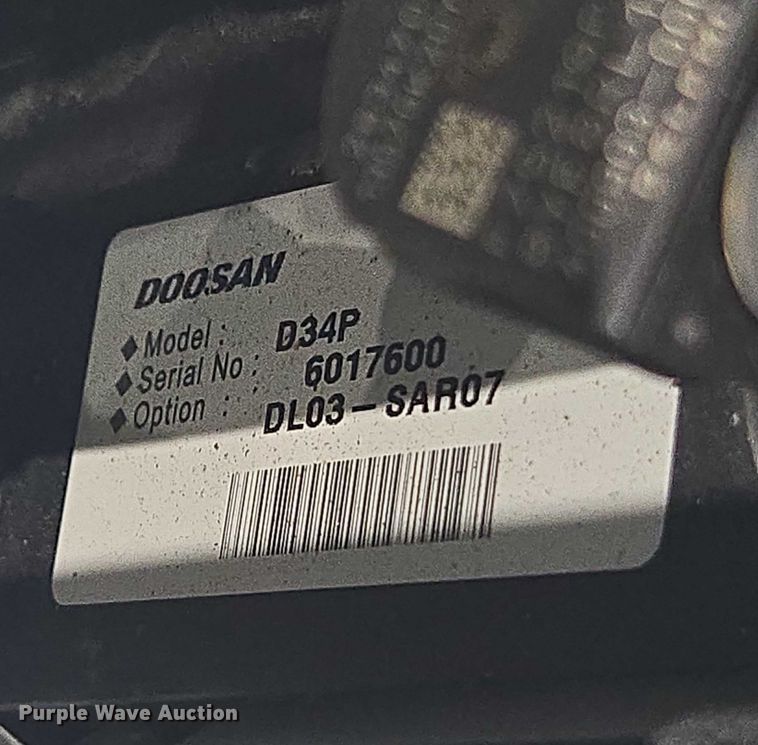 DOOSAN
◆ Model : D34P
◆ Serial No : 6017600
◆ Option : DL03-SAR07
Purple Wave Auction